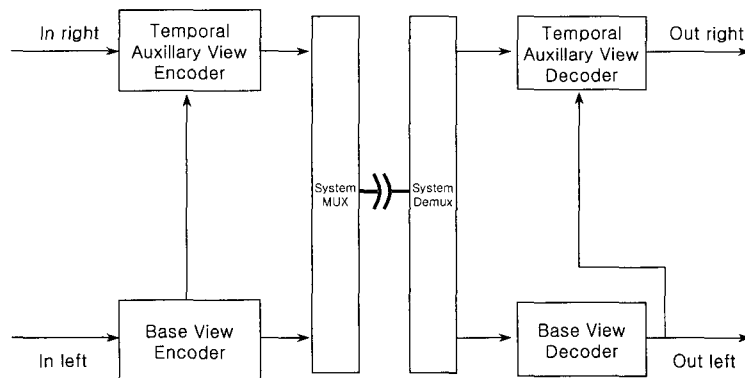 In right
Temporal
Auxillary View
Encoder
System
MUX
System
Demux
Temporal
Auxillary View
Decoder
Out right
In left
Base View
Encoder
Base View
Decoder
Out left